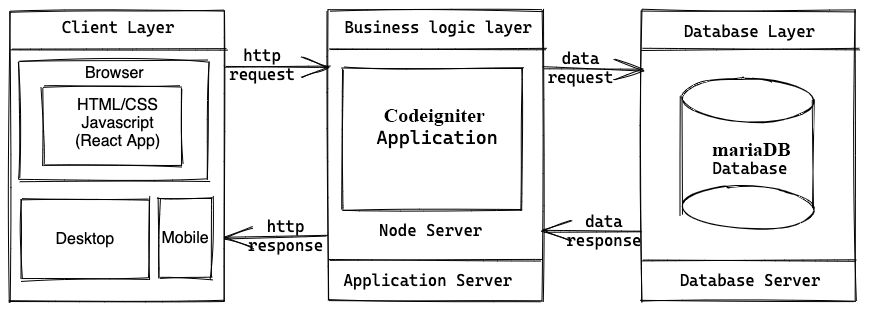 Client Layer
Browser
HTML/CSS
Javascript
(React App)
Desktop
Mobile
http
request
http
response
Business logic layer
Codeigniter
Application
Node Server
Application Server
data
request
data
response
Database Layer
mariaDB
Database
Database Server